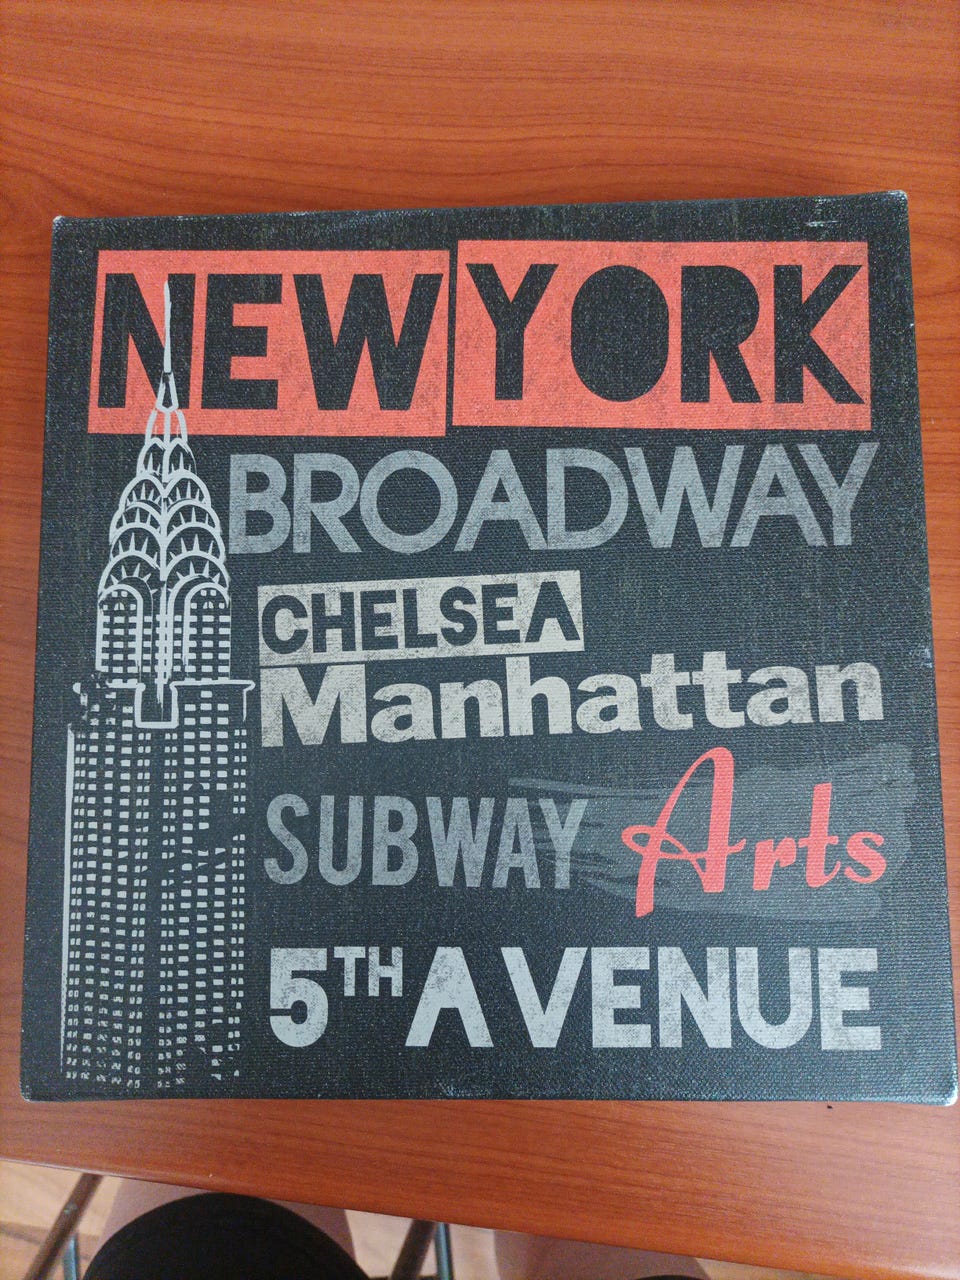 NEW YORK
BROADWAY
CHELSEA
Manhattan
SUBWAY Arts
5TH AVENUE